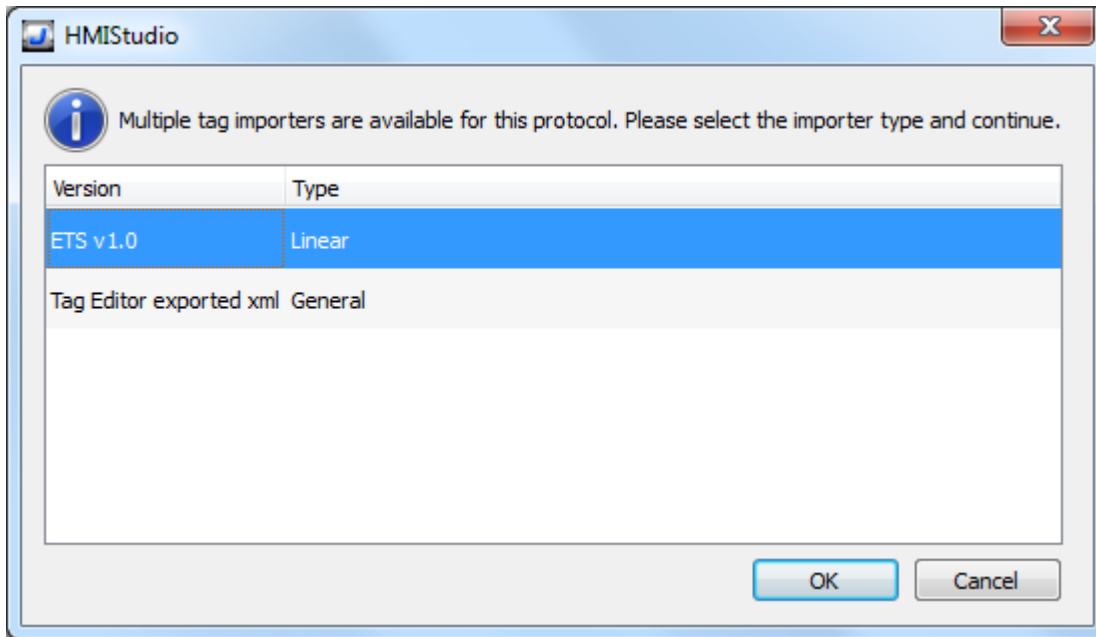 HMIStudio
Multiple tag importers are available for this protocol. Please select the importer type and continue.
Version Type
ETS v1.0 Linear
Tag Editor exported xml General
OK Cancel